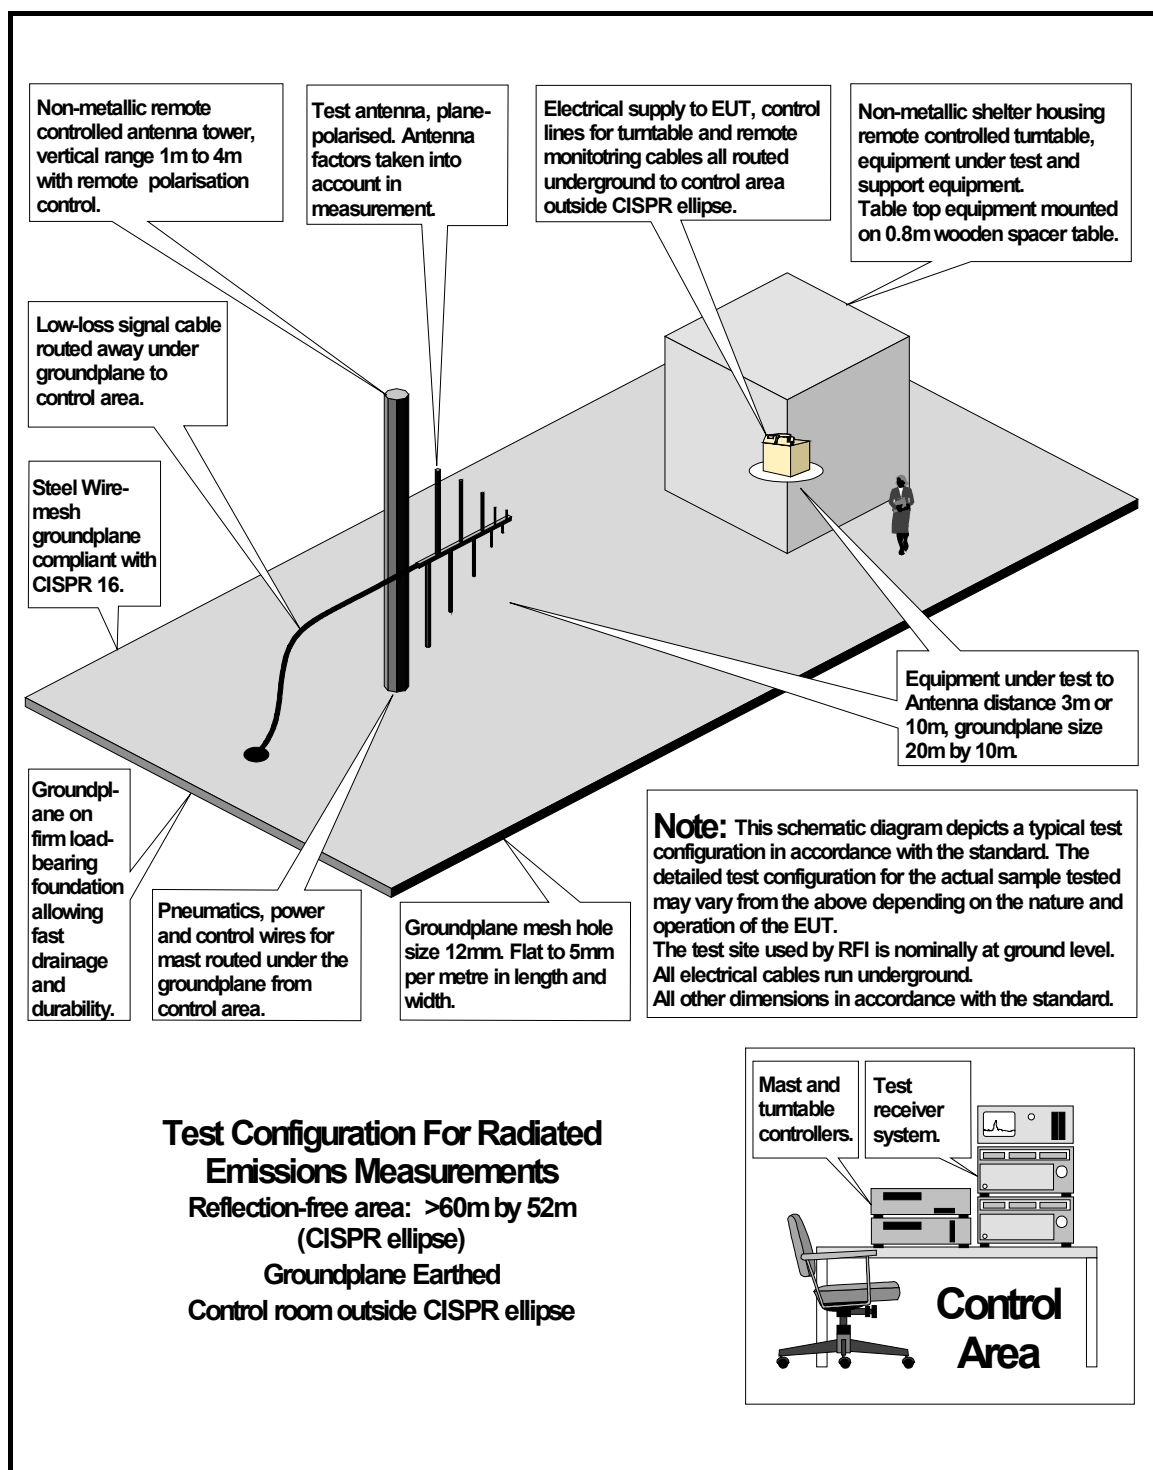 Non-metallic remote
controlled antenna tower,
vertical range 1m to 4m
with remote polarisation
control.
Test antenna, plane-
polarised. Antenna
factors taken into
account in
measurement.
Electrical supply to EUT, control
lines for turntable and remote
monitotring cables all routed
underground to control area
outside CISPR ellipse.
Non-metallic shelter housing
remote controlled turntable,
equipment under test and
support equipment.
Table top equipment mounted
on 0.8m wooden spacer table.
Low-loss signal cable
routed away under
groundplane to
control area.
Steel Wire-
mesh
groundplane
compliant with
CISPR 16.
Equipment under test to
Antenna distance 3m or
10m, groundplane size
20m by 10m.
Groundpl-
ane on
firm load-
bearing
foundation
allowing
fast
drainage
and
durability.
Pneumatics, power
and control wires for
mast routed under the
groundplane from
control area.
Groundplane mesh hole
size 12mm. Flat to 5mm
per metre in length and
width.
Note: This schematic diagram depicts a typical test
configuration in accordance with the standard. The
detailed test configuration for the actual sample tested
may vary from the above depending on the nature and
operation of the EUT.
The test site used by RFI is nominally at ground level.
All electrical cables run underground.
All other dimensions in accordance with the standard.
Mast and
turntable
controllers.
Test
receiver
system.
Control
Area
Test Configuration For Radiated
Emissions Measurements
Reflection-free area: >60m by 52m
(CISPR ellipse)
Groundplane Earthed
Control room outside CISPR ellipse